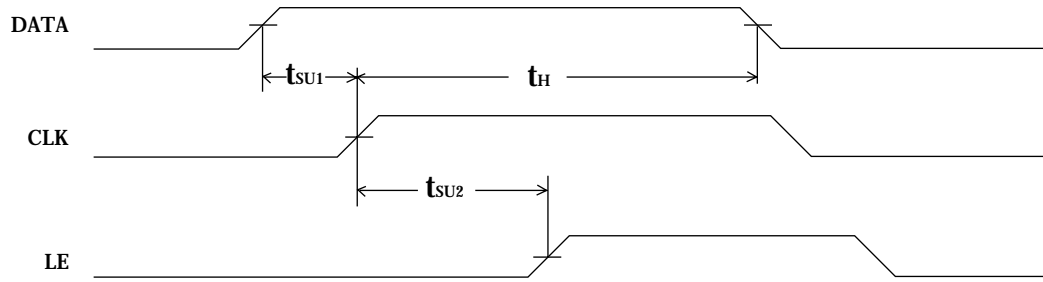 DATA
tSU1
tH
CLK
tSU2
LE